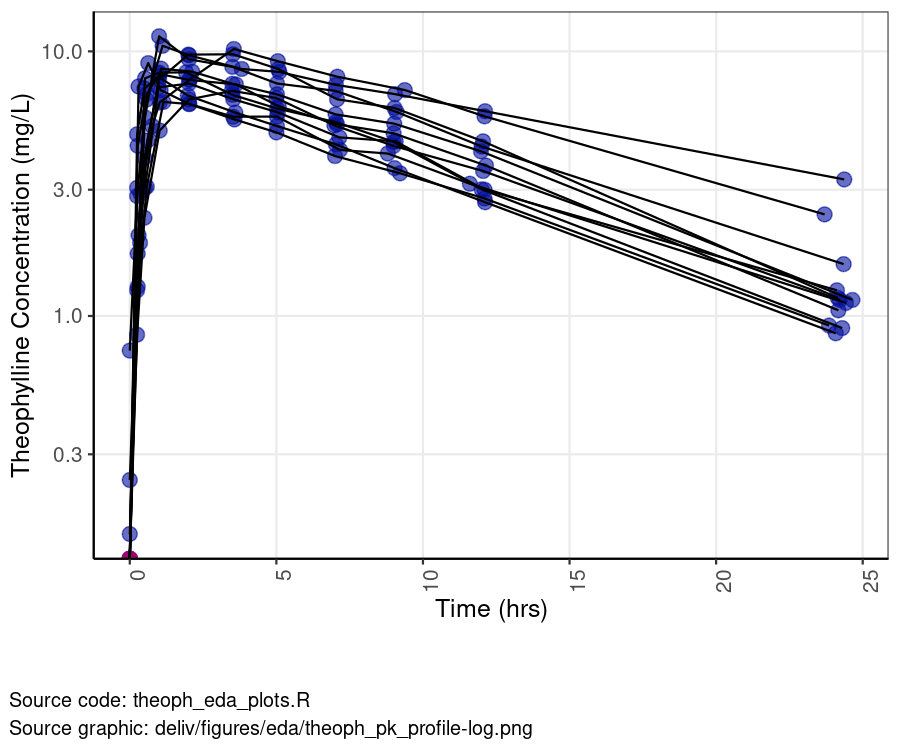 Theophylline Concentration (mg/L)
10.0
3.0
1.0
0.3
0
5
10
15
20
25
Time (hrs)
Source code: theoph_eda_plots.R
Source graphic: deliv/figures/eda/theoph_pk_profile-log.png